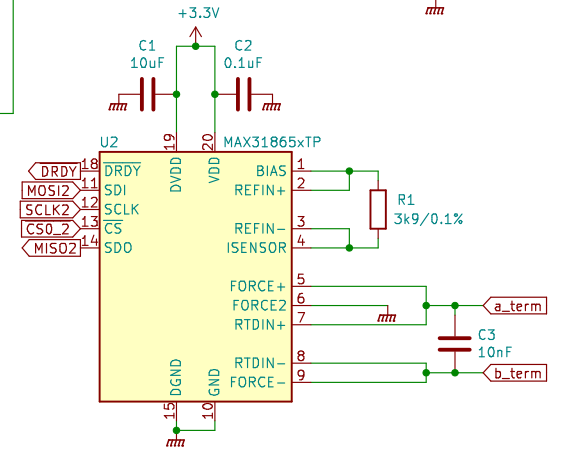 +3.3V
C1
10uF
C2
0.1uF
U2
MAX31865xTP
19
20
DVDD
VDD
DRDY
18
DRDY
MOSI2
11
SDI
SCLK2
12
SCLK
CS0_2
13
CS
MISO2
14
SDO
BIAS
1
REFIN+
2
REFIN-
3
ISENSOR
4
R1
3k9/0.1%
FORCE+
5
FORCE2
6
RTDIN+
7
RTDIN-
8
FORCE-
9
a_term
C3
10nF
b_term
DGND
GND
15
10